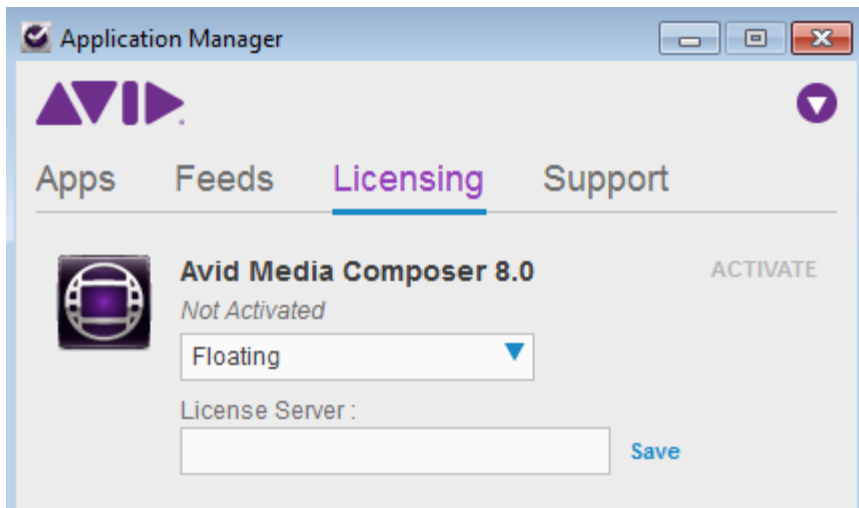 Application Manager
AVID
Apps Feeds Licensing Support
Avid Media Composer 8.0 ACTIVATE
Not Activated
Floating
License Server :
Save